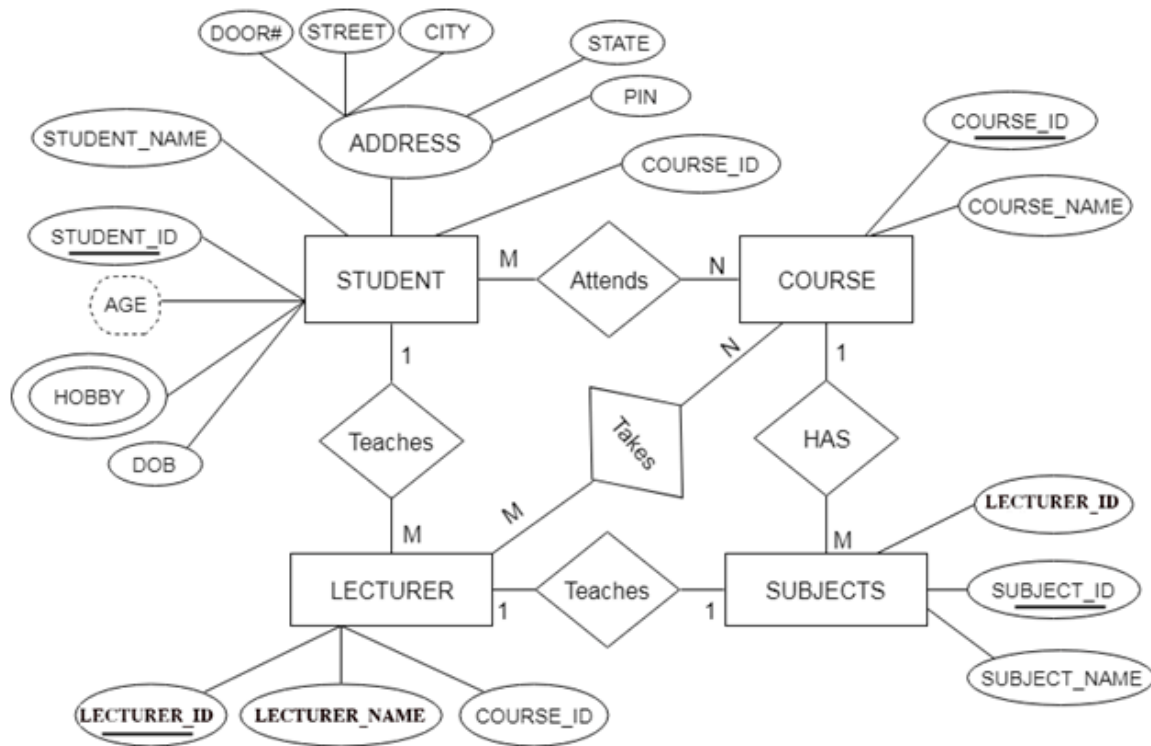 DOOR#
STREET
CITY
STATE
PIN
ADDRESS
STUDENT_NAME
COURSE_ID
COURSE_ID
COURSE_NAME
STUDENT_ID
AGE
HOBBY
DOB
STUDENT
M
Attends
N
COURSE
1
N
1
Teaches
Takes
HAS
M
M
M
LECTURER
1
Teaches
1
SUBJECTS
LECTURER_ID
SUBJECT_ID
SUBJECT_NAME
LECTURER_ID
LECTURER_NAME
COURSE_ID